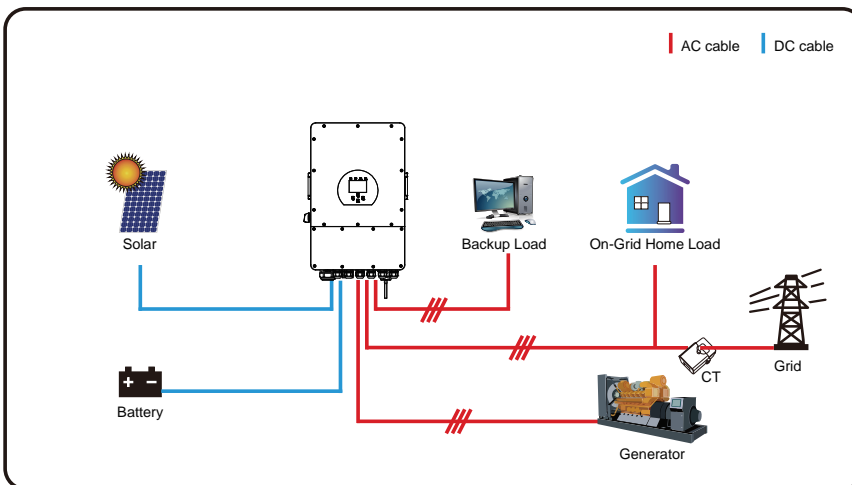 AC cable
DC cable
Solar
Backup Load
On-Grid Home Load
CT
Grid
Battery
Generator